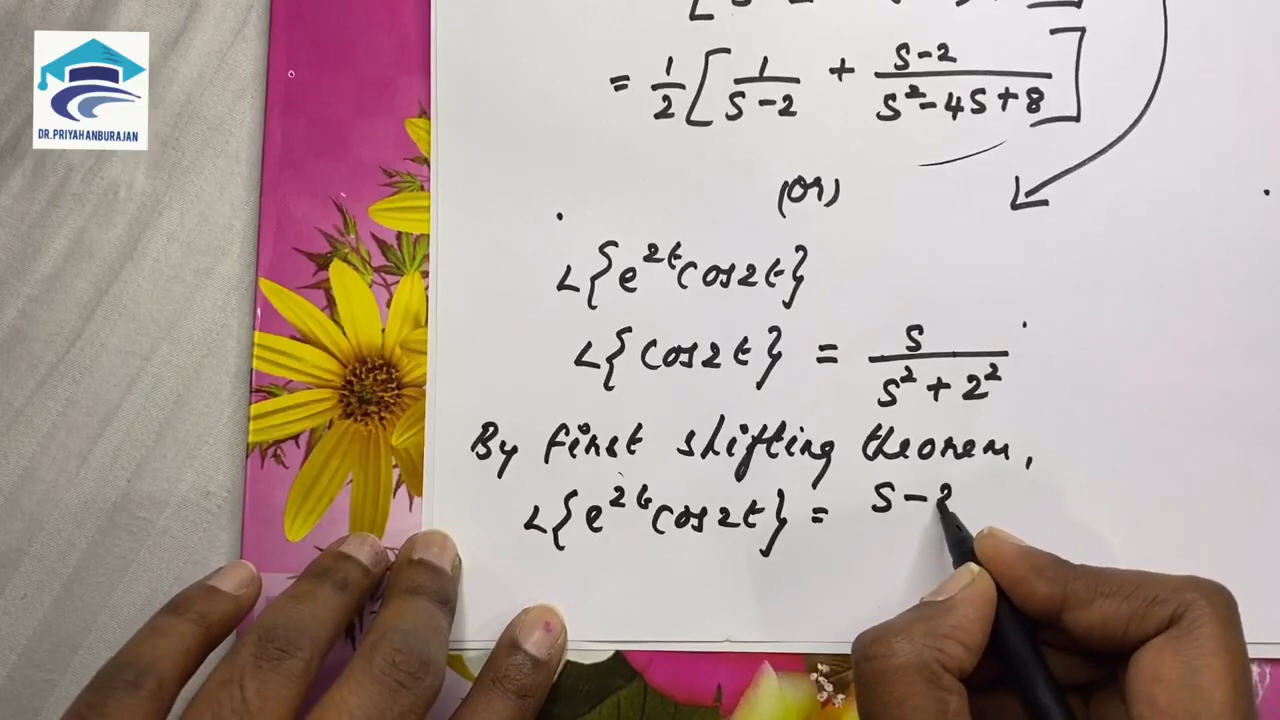 DR.PRIYAHANBURAJAN
= 1/2 [ 1/(S-2) + (S-2)/(S²-4S+8) ]
(or)
L{e^{2t}cos2t}
L{cos2t} = S/(S²+2²)
By first shifting theorem,
L{e^{2t}cos2t} = S-2